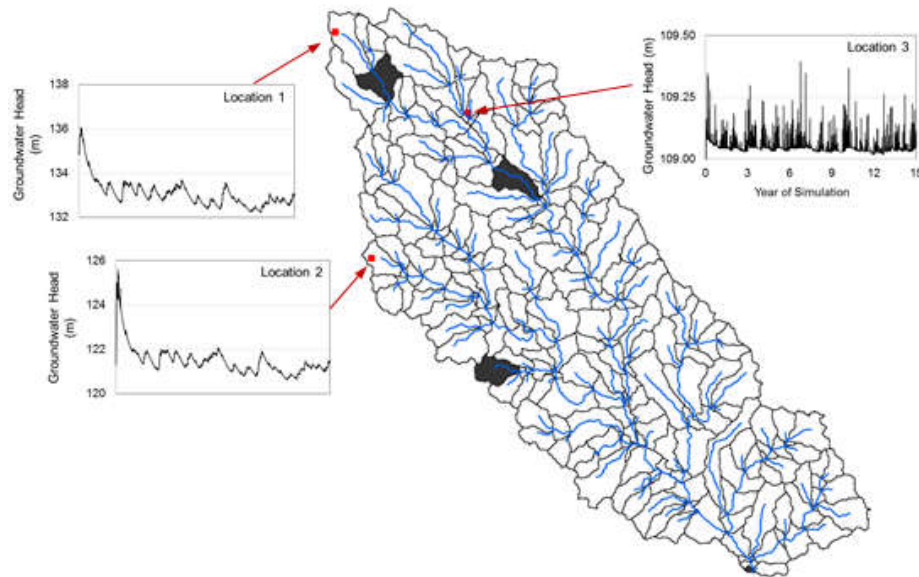 Location 1
Groundwater Head
(m)
138
136
134
132
Location 2
Groundwater Head
(m)
126
124
122
120
Location 3
Groundwater Head (m)
109.50
109.25
109.00
0
3
6
9
12
15
Year of Simulation